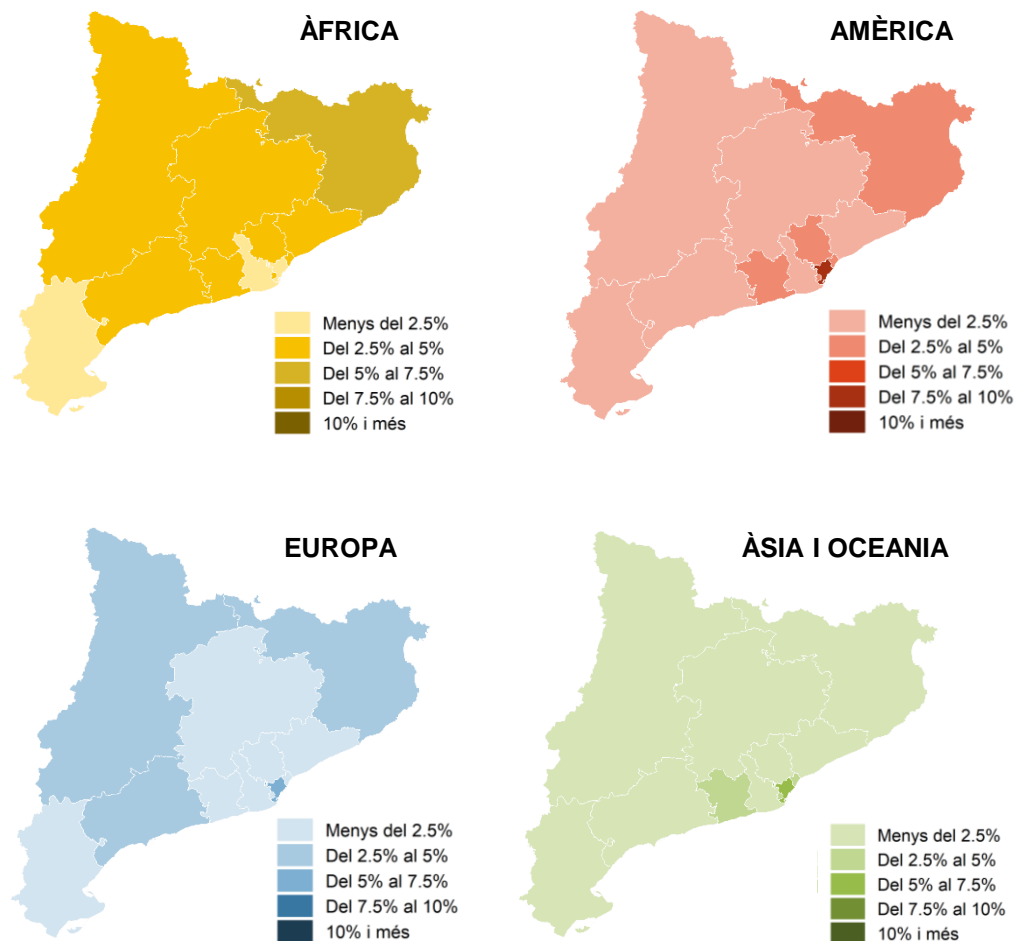 ÀFRICA
Menys del 2.5%
Del 2.5% al 5%
Del 5% al 7.5%
Del 7.5% al 10%
10% i més
AMÈRICA
Menys del 2.5%
Del 2.5% al 5%
Del 5% al 7.5%
Del 7.5% al 10%
10% i més
EUROPA
Menys del 2.5%
Del 2.5% al 5%
Del 5% al 7.5%
Del 7.5% al 10%
10% i més
ÀSIA I OCEANIA
Menys del 2.5%
Del 2.5% al 5%
Del 5% al 7.5%
Del 7.5% al 10%
10% i més